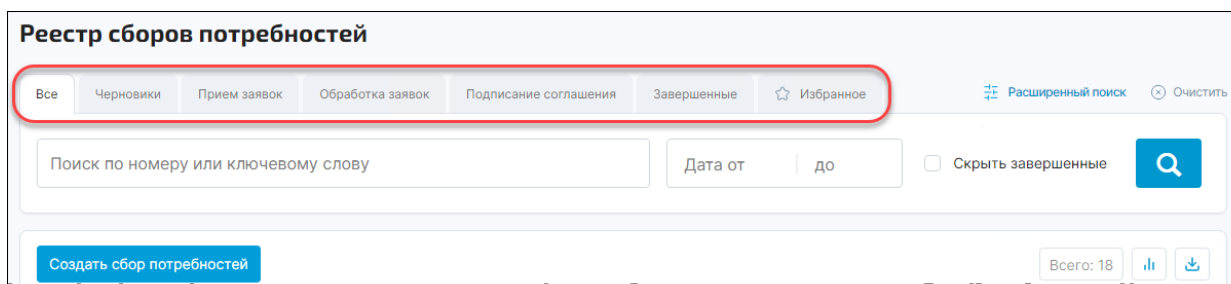 Реестр сборов потребностей
Все Черновики Прием заявок Обработка заявок Подписание соглашения Завершенные Избранное Расширенный поиск Очистить
Поиск по номеру или ключевому слову Дата от до Скрыть завершенные
Создать сбор потребностей Всего: 18